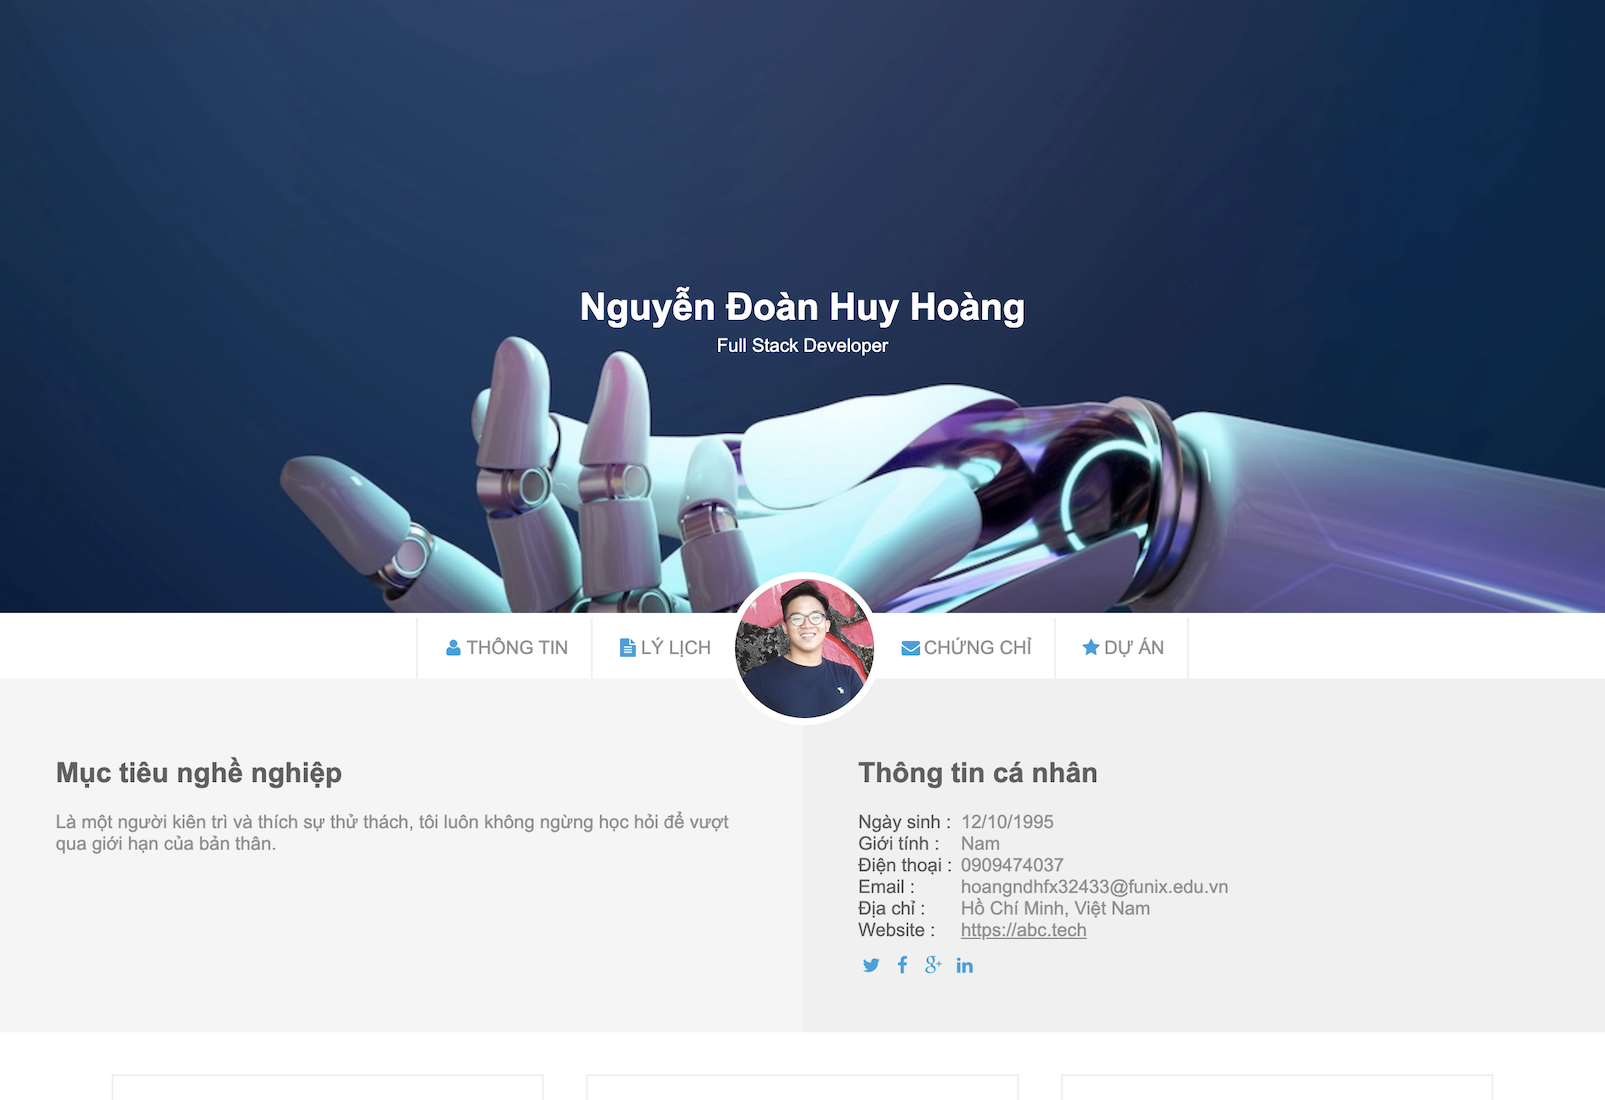 Nguyễn Đoàn Huy Hoàng
Full Stack Developer
THÔNG TIN
LÝ LỊCH
CHỨNG CHỈ
DỰ ÁN
Mục tiêu nghề nghiệp
Là một người kiên trì và thích sự thử thách, tôi luôn không ngừng học hỏi để vượt
qua giới hạn của bản thân.
Thông tin cá nhân
Ngày sinh : 12/10/1995
Giới tính : Nam
Điện thoại : 0909474037
Email : hoangndhfx32433@funix.edu.vn
Địa chỉ : Hồ Chí Minh, Việt Nam
Website : https://abc.tech